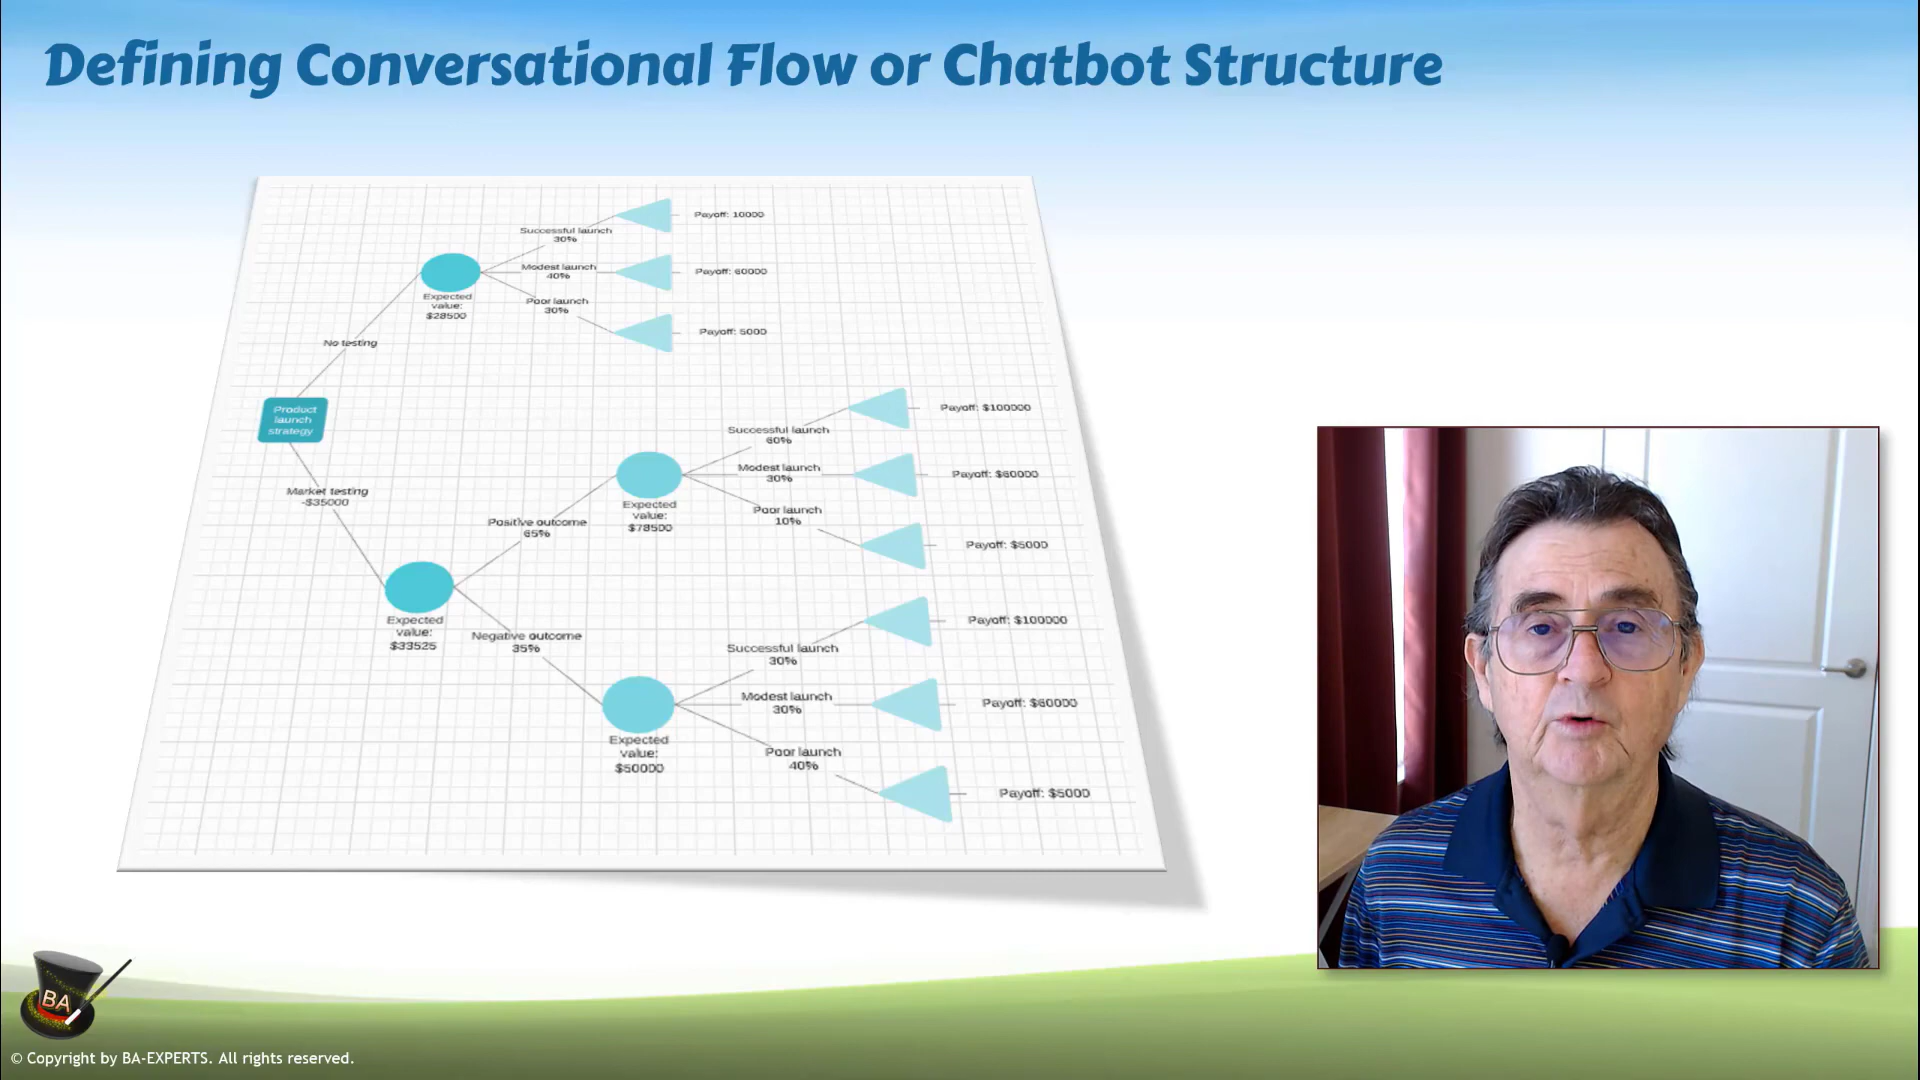 Defining Conversational Flow or Chatbot Structure
Payoff: 10000
Successful launch
30%
Modest launch
40%
Payoff: 60000
Expected
value:
$28500
Poor launch
30%
Payoff: 5000
No testing
Product
launch
strategy
Market testing
-$35000
Payoff: $100000
Successful launch
60%
Modest launch
30%
Payoff: $60000
Expected
value:
$78500
Poor launch
10%
Payoff: $5000
Positive outcome
65%
Expected
value:
$33525
Negative outcome
35%
Payoff: $100000
Successful launch
30%
Modest launch
30%
Payoff: $60000
Expected
value:
$50000
Poor launch
40%
Payoff: $5000
BA
© Copyright by BA-EXPERTS. All rights reserved.